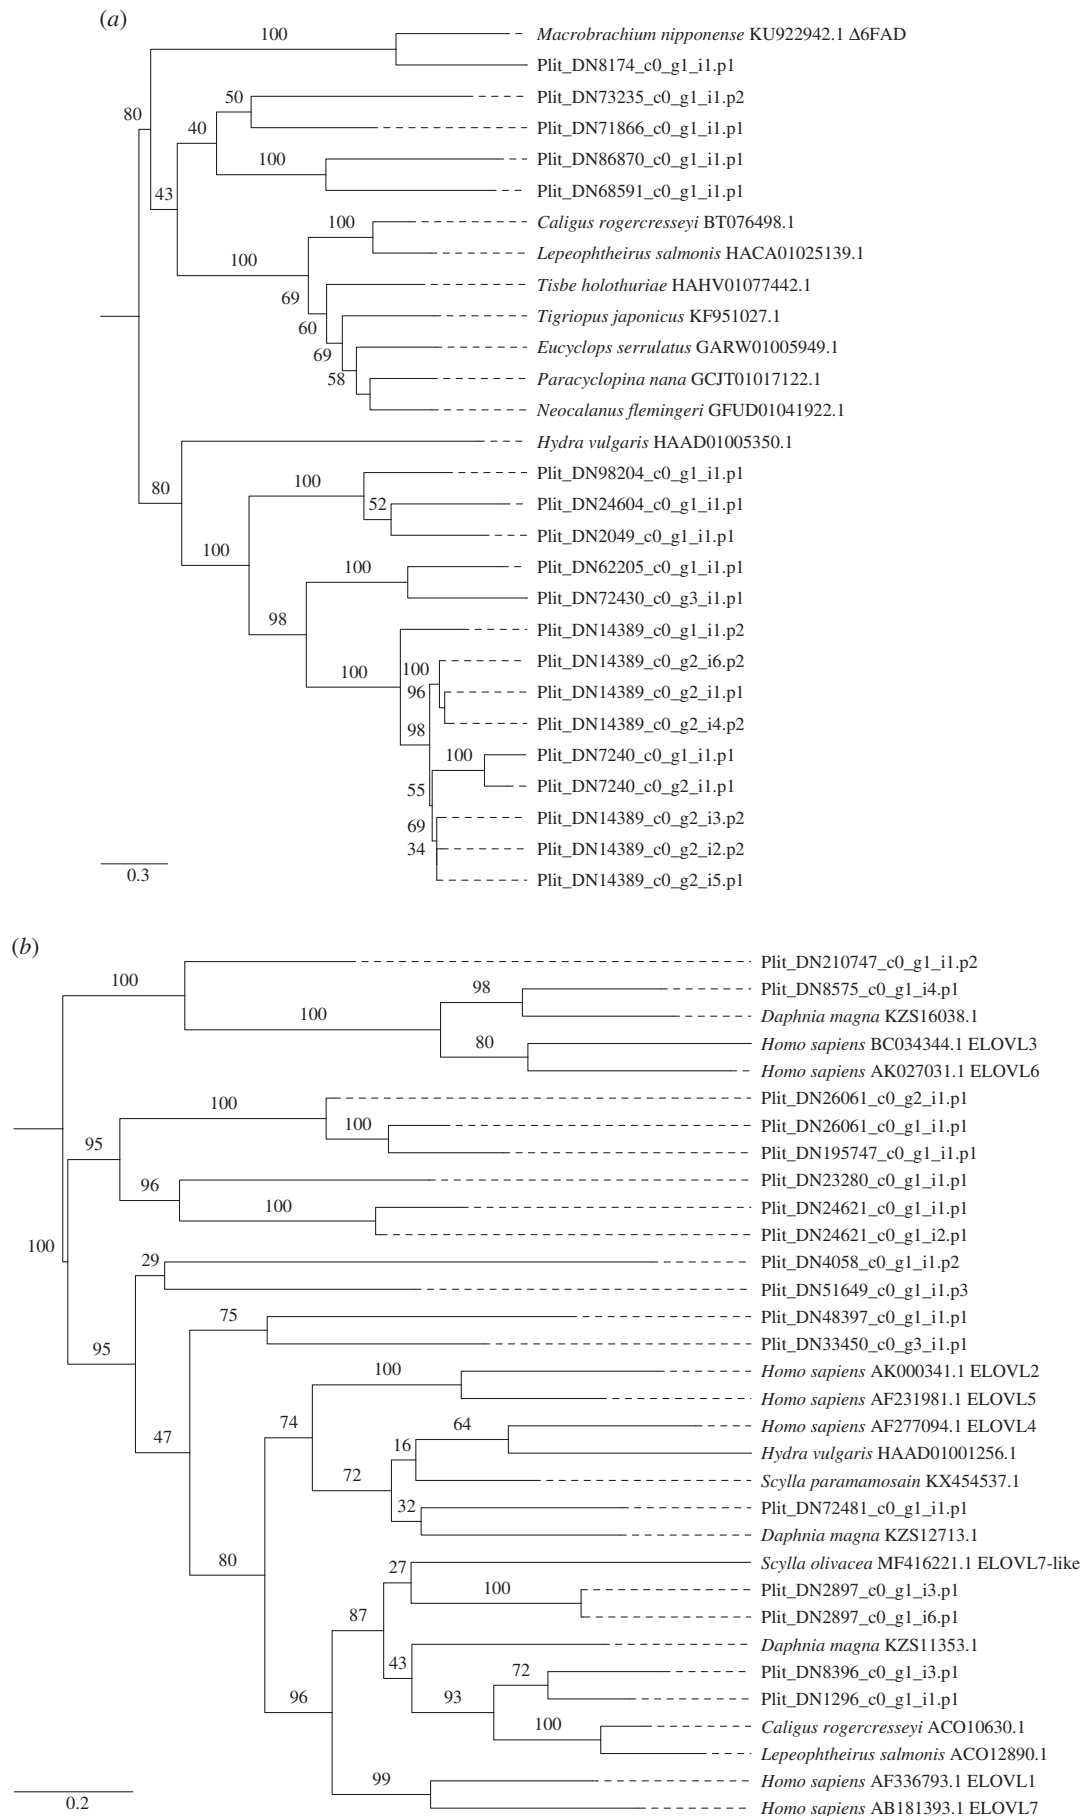 (a)
100
Macrobrachium nipponense KU922942.1 Δ6FAD
Plit_DN8174_c0_g1_i1.p1
80
50
Plit_DN73235_c0_g1_i1.p2
40
Plit_DN71866_c0_g1_i1.p1
100
Plit_DN86870_c0_g1_i1.p1
43
Plit_DN68591_c0_g1_i1.p1
100
Caligus rogercresseyi BT076498.1
100
Lepeophtheirus salmonis HACA01025139.1
69
Tisbe holothuriae HAHV01077442.1
60
Tigriopus japonicus KF951027.1
69
Eucyclops serrulatus GARW01005949.1
58
Paracyclopina nana GCJT01017122.1
Neocalanus flemingeri GFUD01041922.1
Hydra vulgaris HAAD01005350.1
80
100
Plit_DN98204_c0_g1_i1.p1
52
Plit_DN24604_c0_g1_i1.p1
Plit_DN2049_c0_g1_i1.p1
100
100
Plit_DN62205_c0_g1_i1.p1
Plit_DN72430_c0_g3_i1.p1
98
Plit_DN14389_c0_g1_i1.p2
100
100
Plit_DN14389_c0_g2_i6.p2
96
Plit_DN14389_c0_g2_i1.p1
98
Plit_DN14389_c0_g2_i4.p2
100
Plit_DN7240_c0_g1_i1.p1
55
Plit_DN7240_c0_g2_i1.p1
69
Plit_DN14389_c0_g2_i3.p2
34
Plit_DN14389_c0_g2_i2.p2
Plit_DN14389_c0_g2_i5.p1
0.3
(b)
100
Plit_DN210747_c0_g1_i1.p2
98
Plit_DN8575_c0_g1_i4.p1
100
Daphnia magna KZS16038.1
80
Homo sapiens BC034344.1 ELOVL3
Homo sapiens AK027031.1 ELOVL6
100
Plit_DN26061_c0_g2_i1.p1
95
100
Plit_DN26061_c0_g1_i1.p1
Plit_DN195747_c0_g1_i1.p1
96
Plit_DN23280_c0_g1_i1.p1
100
Plit_DN24621_c0_g1_i1.p1
100
Plit_DN24621_c0_g1_i2.p1
29
Plit_DN4058_c0_g1_i1.p2
Plit_DN51649_c0_g1_i1.p3
95
75
Plit_DN48397_c0_g1_i1.p1
Plit_DN33450_c0_g3_i1.p1
100
Homo sapiens AK000341.1 ELOVL2
Homo sapiens AF231981.1 ELOVL5
47
74
64
Homo sapiens AF277094.1 ELOVL4
16
Hydra vulgaris HAAD01001256.1
72
Scylla paramamosain KX454537.1
32
Plit_DN72481_c0_g1_i1.p1
Daphnia magna KZS12713.1
80
27
Scylla olivacea MF416221.1 ELOVL7-like
100
Plit_DN2897_c0_g1_i3.p1
87
Plit_DN2897_c0_g1_i6.p1
43
Daphnia magna KZS11353.1
72
Plit_DN8396_c0_g1_i3.p1
96
93
Plit_DN1296_c0_g1_i1.p1
100
Caligus rogercresseyi ACO10630.1
Lepeophtheirus salmonis ACO12890.1
99
Homo sapiens AF336793.1 ELOVL1
Homo sapiens AB181393.1 ELOVL7
0.2